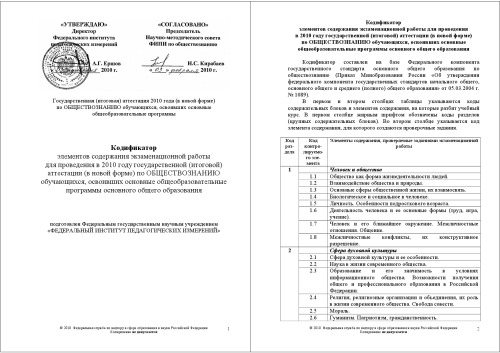 «УТВЕРЖДАЮ»
Директор
Федерального института
педагогических измерений
А.Г. Ершов
2010 г.
«СОГЛАСОВАНО»
Председатель
Научно-методического совета
ФИПИ по обществознанию
Н.С. Кирабаев
2010 г.
Государственная (итоговая) аттестация 2010 года (в новой форме)
по ОБЩЕСТВОЗНАНИЮ обучающихся, освоивших основные
общеобразовательные программы
Кодификатор
элементов содержания экзаменационной работы
для проведения в 2010 году государственной (итоговой)
аттестации (в новой форме) по ОБЩЕСТВОЗНАНИЮ
обучающихся, освоивших основные общеобразовательные
программы основного общего образования
подготовлен Федеральным государственным научным учреждением
«ФЕДЕРАЛЬНЫЙ ИНСТИТУТ ПЕДАГОГИЧЕСКИХ ИЗМЕРЕНИЙ»
© 2010 Федеральная служба по надзору в сфере образования и науки Российской Федерации
Копирование не допускается
1
Кодификатор
элементов содержания экзаменационной работы для проведения
в 2010 году государственной (итоговой) аттестации (в новой форме)
по ОБЩЕСТВОЗНАНИЮ обучающихся, освоивших основные
общеобразовательные программы основного общего образования
Кодификатор составлен на базе Федерального компонента
государственного стандарта основного общего образования по
обществознанию (Приказ Минобразования России «Об утверждении
федерального компонента государственных стандартов начального общего,
основного общего и среднего (полного) общего образования» от 05.03.2004 г.
№ 1089).
В первом и втором столбцах таблицы указываются коды
содержательных блоков и элементов содержания, на которые разбит учебный
курс. В первом столбце жирным шрифтом обозначены коды разделов
(крупных содержательных блоков). Во втором столбце указывается код
элемента содержания, для которого создаются проверочные задания.
Код раз-дела
Код контро-лируемо-го эле-мента
Элементы содержания, проверяемые заданиями экзаменационной
работы
1 Человек и общество
1.1 Общество как форма жизнедеятельности людей.
1.2 Взаимодействие общества и природы.
1.3 Основные сферы общественной жизни, их взаимосвязь.
1.4 Биологическое и социальное в человеке.
1.5 Личность. Особенности подросткового возраста.
1.6 Деятельность человека и ее основные формы (труд, игра,
учение).
1.7 Человек и его ближайшее окружение. Межличностные
отношения. Общение.
1.8 Межличностные конфликты, их конструктивное
разрешение.
2 Сфера духовной культуры
2.1 Сфера духовной культуры и ее особенности.
2.2 Наука в жизни современного общества.
2.3 Образование и его значимость в условиях
информационного общества. Возможности получения
общего и профессионального образования в Российской
Федерации.
2.4 Религия, религиозные организации и объединения, их роль
в жизни современного общества. Свобода совести.
2.5 Мораль.
2.6 Гуманизм. Патриотизм, гражданственность.
© 2010 Федеральная служба по надзору в сфере образования и науки Российской Федерации
Копирование не допускается
2